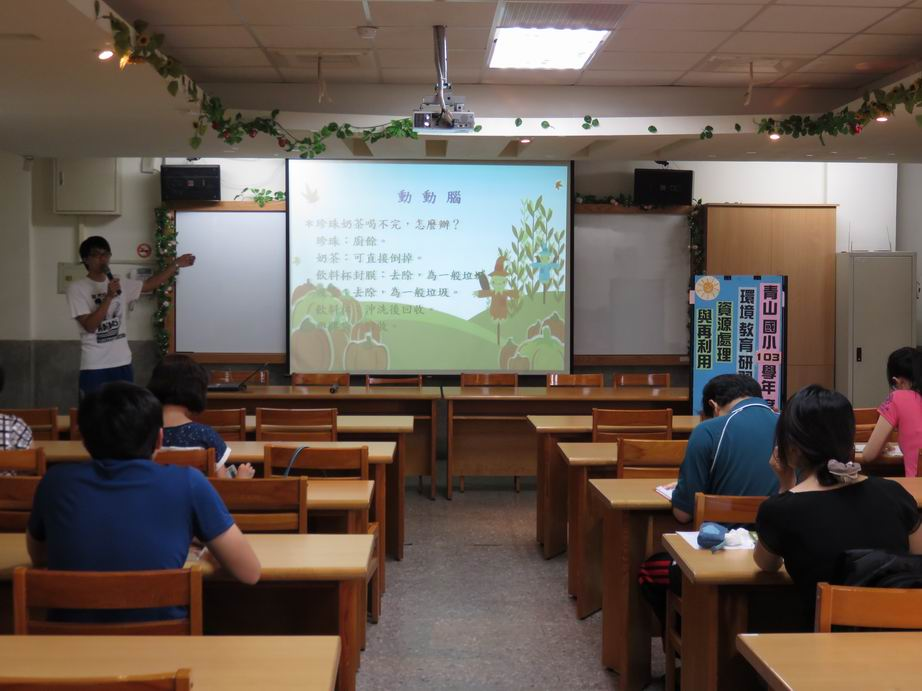 動動腦
*珍珠奶茶喝不完，怎麼辦？
珍珠：廚餘。
奶茶：可直接倒掉。
飲料杯封膜：去除，為一般垃圾。
去除，為一般垃圾。
沖洗後回收。
青山國小103學年度
環境教育研習
資源處理
與再利用